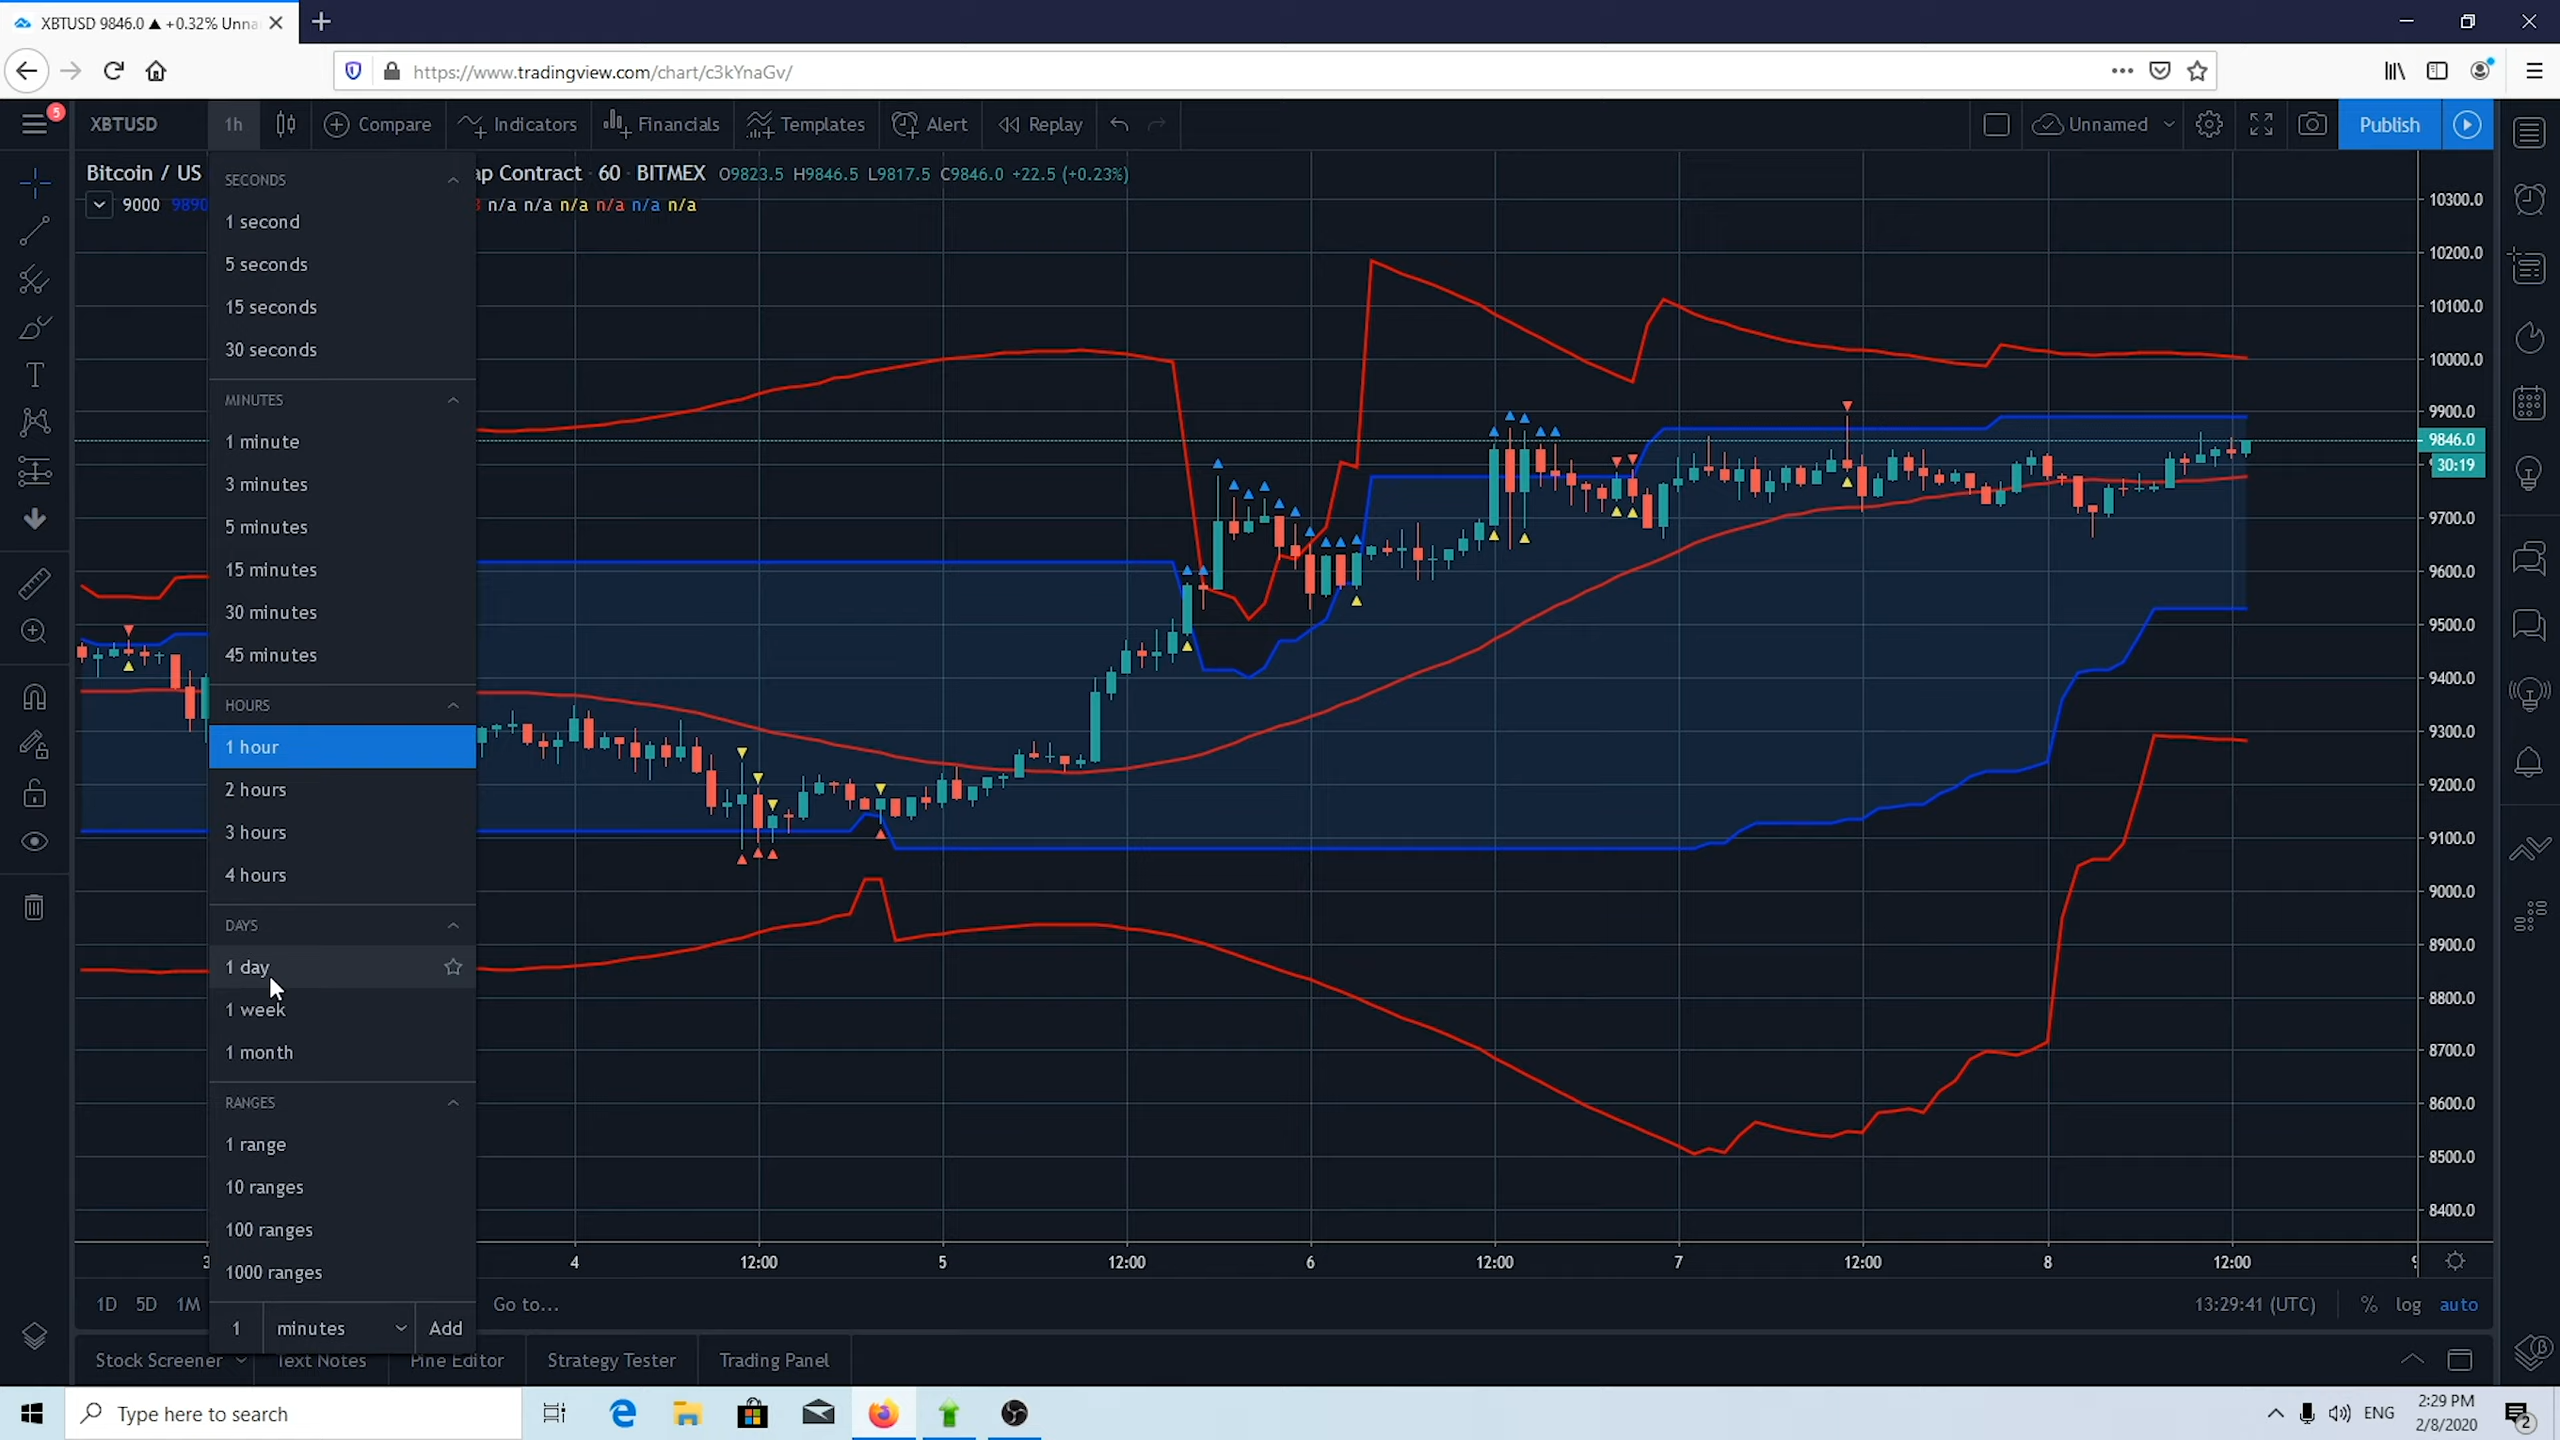 XBTUSD 9846.0 ▲ +0.32% Unna
https://www.tradingview.com/chart/c3kYnaGv/
5
XBTUSD
1h
Compare
Indicators
Financials
Templates
Alert
Replay
Unnamed
Publish
Bitcoin / US
ap Contract · 60 · BITMEX O9823.5 H9846.5 L9817.5 C9846.0 +22.5 (+0.23%)
9000 9890
n/a n/a n/a n/a n/a n/a
SECONDS
1 second
5 seconds
15 seconds
30 seconds
MINUTES
1 minute
3 minutes
5 minutes
15 minutes
30 minutes
45 minutes
HOURS
1 hour
2 hours
3 hours
4 hours
DAYS
1 day
1 week
1 month
RANGES
1 range
10 ranges
100 ranges
1000 ranges
1 minutes Add
10300.0
10200.0
10100.0
10000.0
9900.0
9846.0
30:19
9700.0
9600.0
9500.0
9400.0
9300.0
9200.0
9100.0
9000.0
8900.0
8800.0
8700.0
8600.0
8500.0
8400.0
3 4 12:00 5 12:00 6 12:00 7 12:00 8 12:00
1D 5D 1M
Go to...
13:29:41 (UTC)
% log auto
Stock Screener
Text Notes
Pine Editor
Strategy Tester
Trading Panel
Type here to search
ENG
2:29 PM
2/8/2020
2